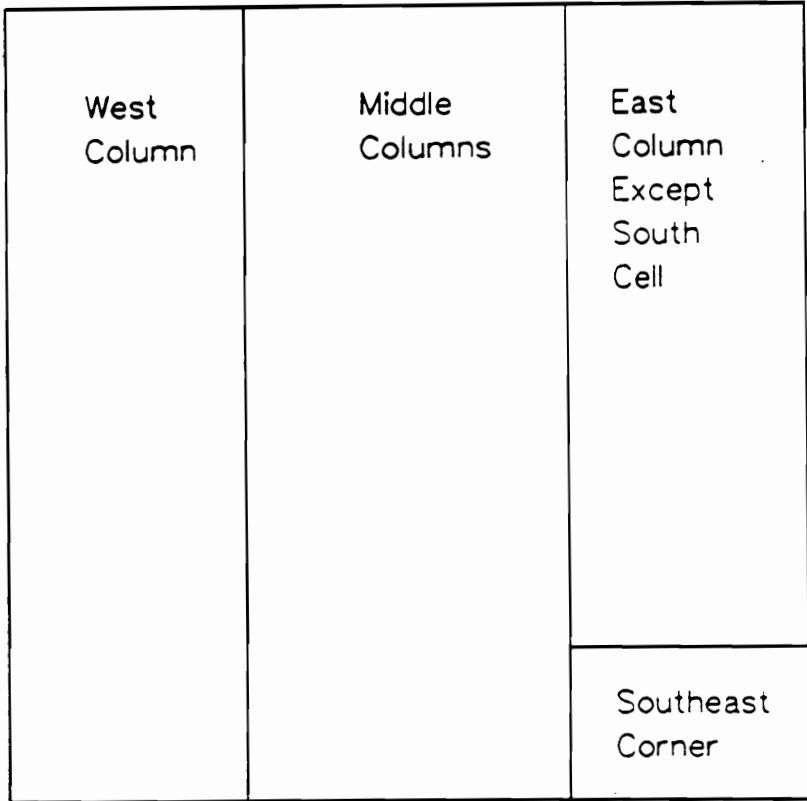 West
Column
Middle
Columns
East
Column
Except
South
Cell
Southeast
Corner